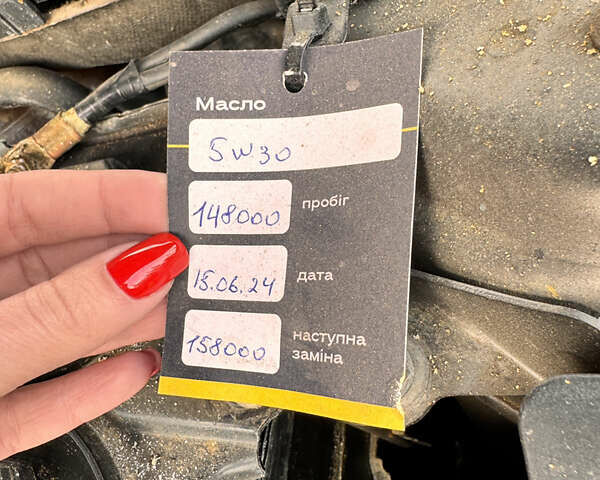 Масло
5W30
148000 пробіг
15.06.24 дата
158000 наступна
заміна